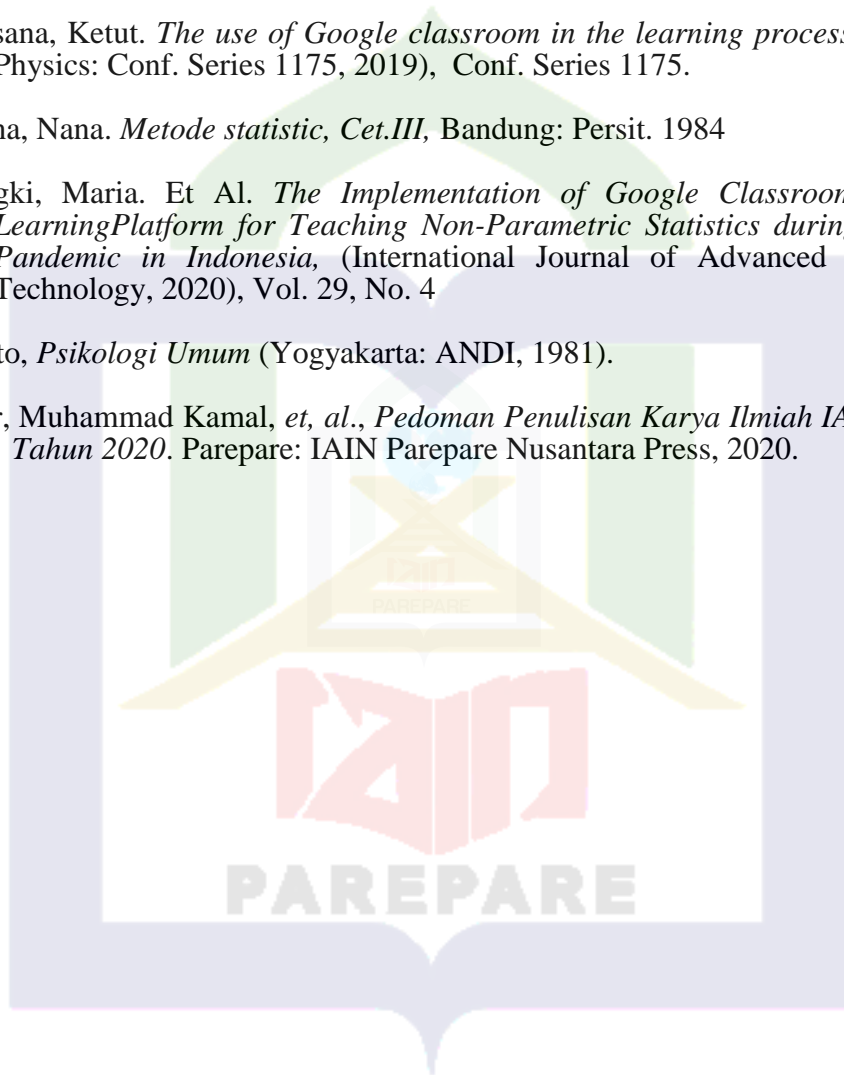 sana, Ketut. The use of Google classroom in the learning process
Physics: Conf. Series 1175, 2019), Conf. Series 1175.
na, Nana. Metode statistic, Cet.III, Bandung: Persit. 1984
gki, Maria. Et Al. The Implementation of Google Classroom
LearningPlatform for Teaching Non-Parametric Statistics during
Pandemic in Indonesia, (International Journal of Advanced
Technology, 2020), Vol. 29, No. 4
to, Psikologi Umum (Yogyakarta: ANDI, 1981).
r, Muhammad Kamal, et, al., Pedoman Penulisan Karya Ilmiah IA
Tahun 2020. Parepare: IAIN Parepare Nusantara Press, 2020.
IAIN
PAREPARE
IAIN
PAREPARE